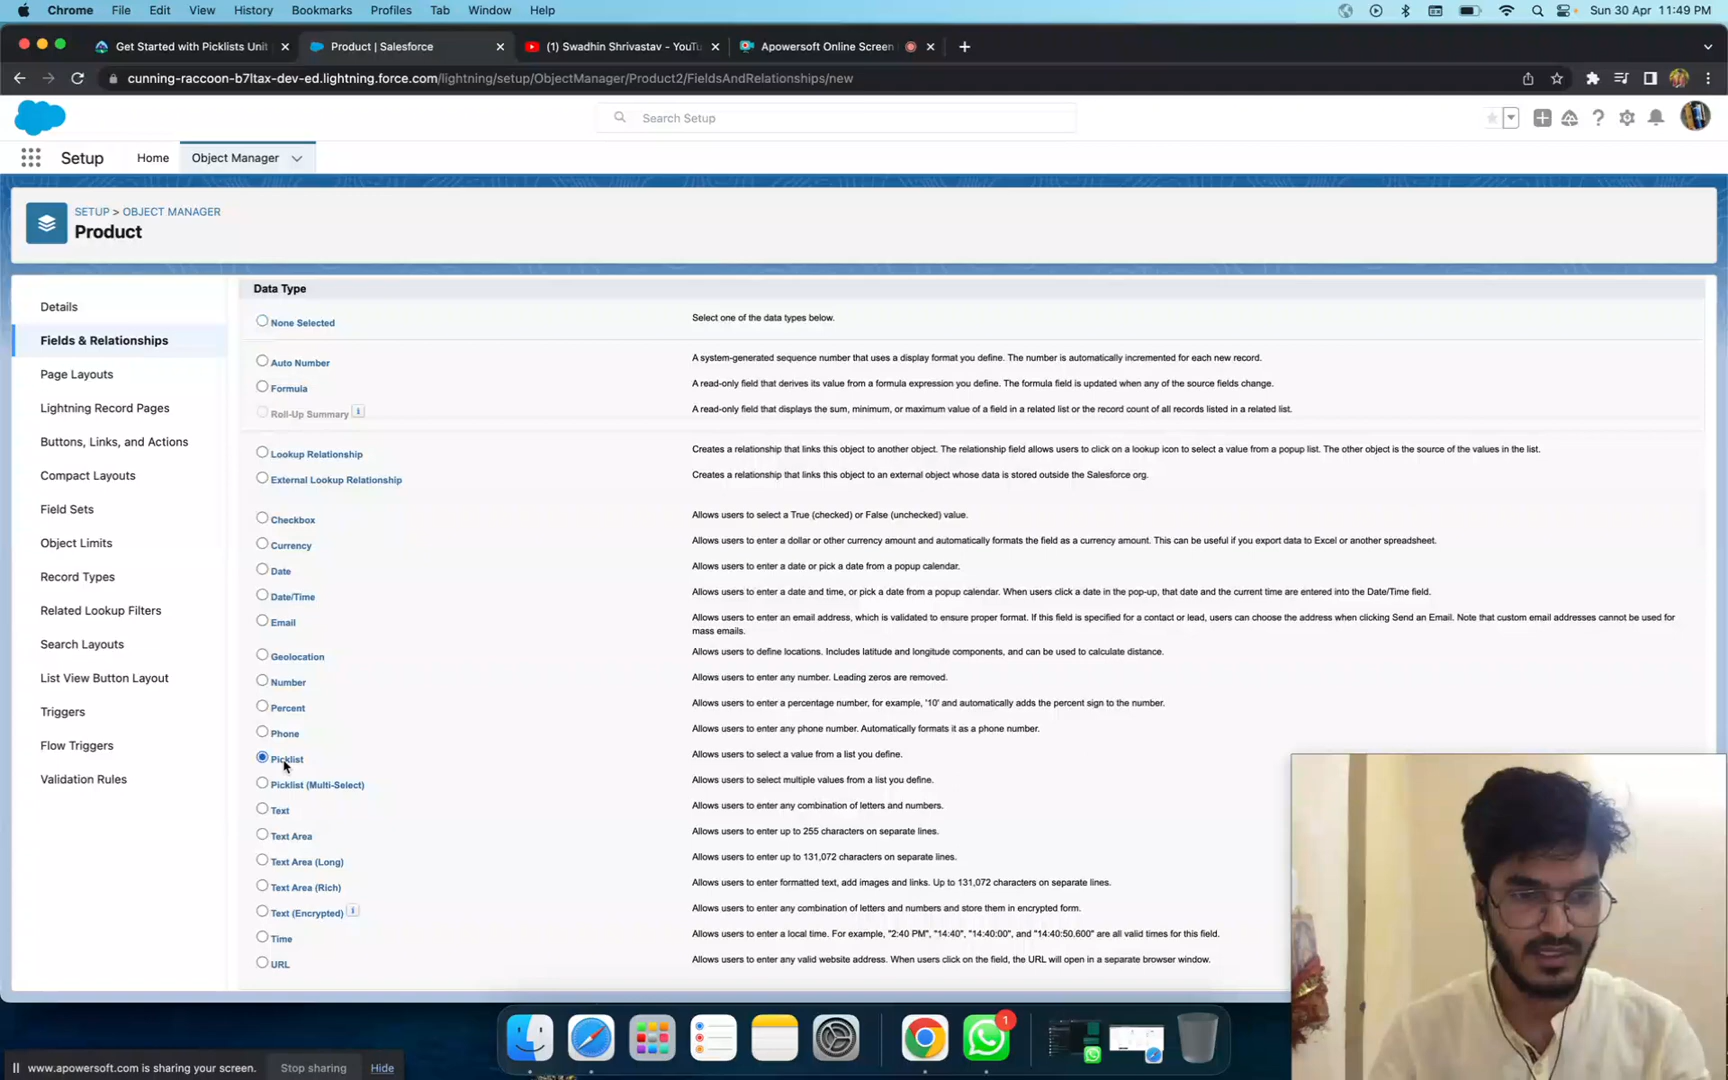 Chrome File Edit View History Bookmarks Profiles Tab Window Help Sun 30 Apr 11:49 PM
Get Started with Picklists Unit Product | Salesforce (1) Swadhin Shrivastav - YouTu Apowersoft Online Screen
cunning-raccoon-b7ltax-dev-ed.lightning.force.com/lightning/setup/ObjectManager/Product2/FieldsAndRelationships/new
Search Setup
Setup Home Object Manager
SETUP > OBJECT MANAGER
Product
Details
Fields & Relationships
Page Layouts
Lightning Record Pages
Buttons, Links, and Actions
Compact Layouts
Field Sets
Object Limits
Record Types
Related Lookup Filters
Search Layouts
List View Button Layout
Triggers
Flow Triggers
Validation Rules
Data Type
None Selected Select one of the data types below.
Auto Number A system-generated sequence number that uses a display format you define. The number is automatically incremented for each new record.
Formula A read-only field that derives its value from a formula expression you define. The formula field is updated when any of the source fields change.
Roll-Up Summary i A read-only field that displays the sum, minimum, or maximum value of a field in a related list or the record count of all records listed in a related list.
Lookup Relationship Creates a relationship that links this object to another object. The relationship field allows users to click on a lookup icon to select a value from a popup list. The other object is the source of the values in the list.
External Lookup Relationship Creates a relationship that links this object to an external object whose data is stored outside the Salesforce org.
Checkbox Allows users to select a True (checked) or False (unchecked) value.
Currency Allows users to enter a dollar or other currency amount and automatically formats the field as a currency amount. This can be useful if you export data to Excel or another spreadsheet.
Date Allows users to enter a date or pick a date from a popup calendar.
Date/Time Allows users to enter a date and time, or pick a date from a popup calendar. When users click a date in the pop-up, that date and the current time are entered into the Date/Time field.
Email Allows users to enter an email address, which is validated to ensure proper format. If this field is specified for a contact or lead, users can choose the address when clicking Send an Email. Note that custom email addresses cannot be used for
mass emails.
Geolocation Allows users to define locations. Includes latitude and longitude components, and can be used to calculate distance.
Number Allows users to enter any number. Leading zeros are removed.
Percent Allows users to enter a percentage number, for example, '10' and automatically adds the percent sign to the number.
Phone Allows users to enter any phone number. Automatically formats it as a phone number.
Picklist Allows users to select a value from a list you define.
Picklist (Multi-Select) Allows users to select multiple values from a list you define.
Text Allows users to enter any combination of letters and numbers.
Text Area Allows users to enter up to 255 characters on separate lines.
Text Area (Long) Allows users to enter up to 131,072 characters on separate lines.
Text Area (Rich) Allows users to enter formatted text, add images and links. Up to 131,072 characters on separate lines.
Text (Encrypted) i Allows users to enter any combination of letters and numbers and store them in encrypted form.
Time Allows users to enter a local time. For example, "2:40 PM", "14:40", "14:40:00", and "14:40:50.600" are all valid times for this field.
URL Allows users to enter any valid website address. When users click on the field, the URL will open in a separate browser window.
1
www.apowersoft.com is sharing your screen. Stop sharing Hide